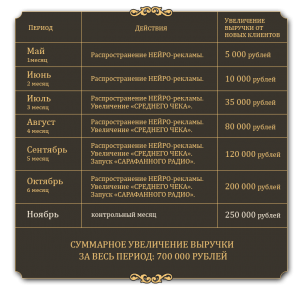 Период
Действия
Увеличение
выручки от
новых клиентов
Май
1месяц
Распространение НЕЙРО-рекламы.
5 000 рублей
Июнь
2 месяц
Распространение НЕЙРО-рекламы.
10 000 рублей
Июль
3 месяц
Распространение НЕЙРО-рекламы.
Увеличение «СРЕДНЕГО ЧЕКА».
35 000 рублей
Август
4 месяц
Распространение НЕЙРО-рекламы.
Увеличение «СРЕДНЕГО ЧЕКА».
80 000 рублей
Сентябрь
5 месяц
Распространение НЕЙРО-рекламы.
Увеличение «СРЕДНЕГО ЧЕКА».
Запуск «САРАФАННОГО РАДИО».
120 000 рублей
Октябрь
6 месяц
Распространение НЕЙРО-рекламы.
Увеличение «СРЕДНЕГО ЧЕКА».
Запуск «САРАФАННОГО РАДИО».
200 000 рублей
Ноябрь
контрольный месяц
250 000 рублей
СУММАРНОЕ УВЕЛИЧЕНИЕ ВЫРУЧКИ
ЗА ВЕСЬ ПЕРИОД: 700 000 РУБЛЕЙ